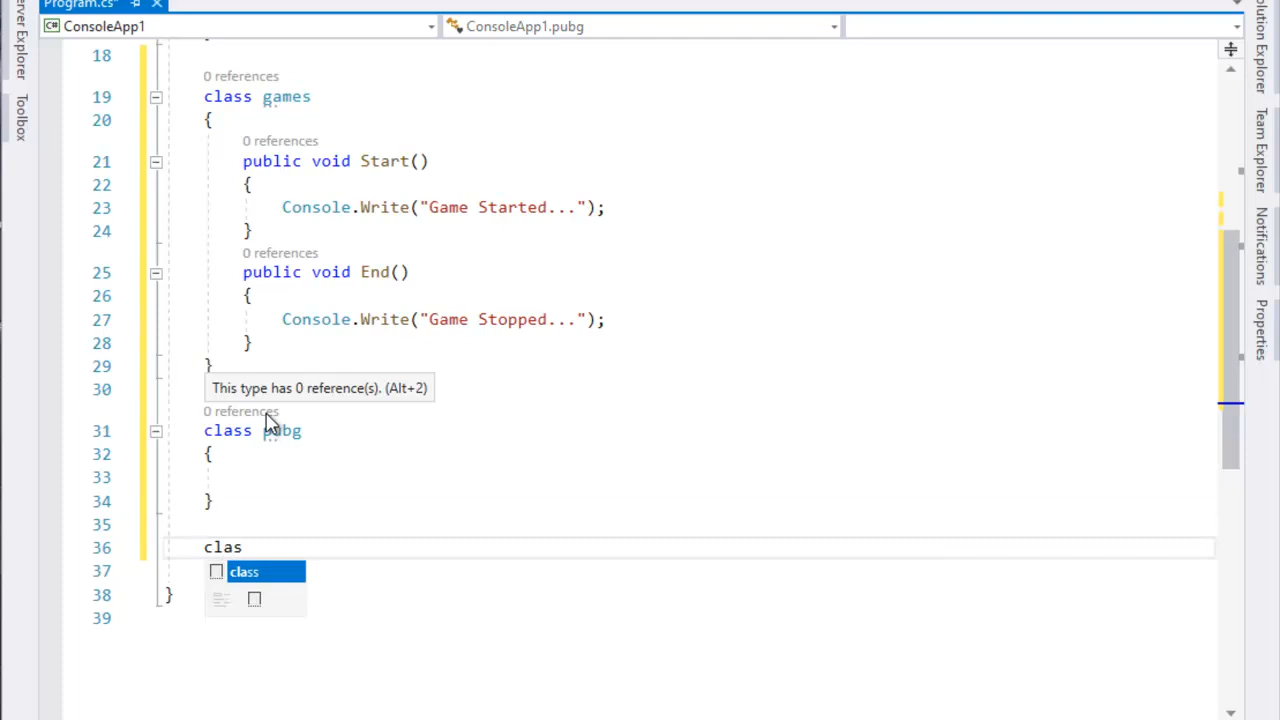 Program.cs*
ConsoleApp1
ConsoleApp1.pubg
18
0 references
19 class games
20 {
0 references
21 public void Start()
22 {
23 Console.Write("Game Started...");
24 }
0 references
25 public void End()
26 {
27 Console.Write("Game Stopped...");
28 }
29 }
30
This type has 0 reference(s). (Alt+2)
0 references
31 class pubg
32 {
33
34 }
35
36 clas
class
37
38 }
39
Toolbox
Team Explorer
Notifications
Properties